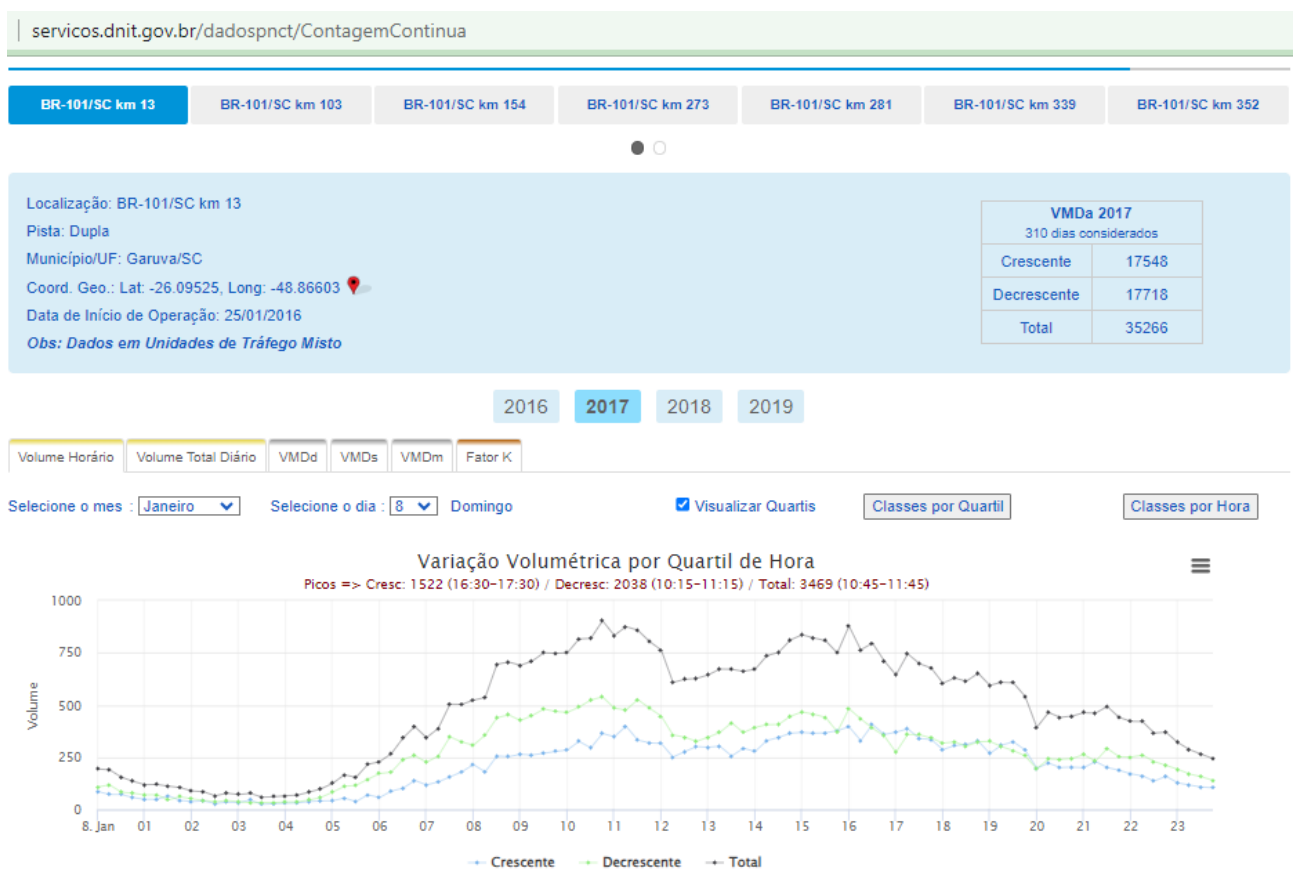 servicos.dnit.gov.br/dadospnct/ContagemContinua
BR-101/SC km 13 BR-101/SC km 103 BR-101/SC km 154 BR-101/SC km 273 BR-101/SC km 281 BR-101/SC km 339 BR-101/SC km 352
Localização: BR-101/SC km 13
Pista: Dupla
Município/UF: Garuva/SC
Coord. Geo.: Lat: -26.09525, Long: -48.86603
Data de Início de Operação: 25/01/2016
Obs: Dados em Unidades de Tráfego Misto
VMDa 2017
310 dias considerados
Crescente 17548
Decrescente 17718
Total 35266
2016 2017 2018 2019
Volume Horário Volume Total Diário VMDd VMDs VMDm Fator K
Selecione o mes : Janeiro Selecione o dia : 8 Domingo Visualizar Quartis Classes por Quartil Classes por Hora
Variação Volumétrica por Quartil de Hora
Picos => Cresc: 1522 (16:30-17:30) / Decresc: 2038 (10:15-11:15) / Total: 3469 (10:45-11:45)
Volume
1000
750
500
250
0
8. Jan 01 02 03 04 05 06 07 08 09 10 11 12 13 14 15 16 17 18 19 20 21 22 23
Crescente Decrescente Total